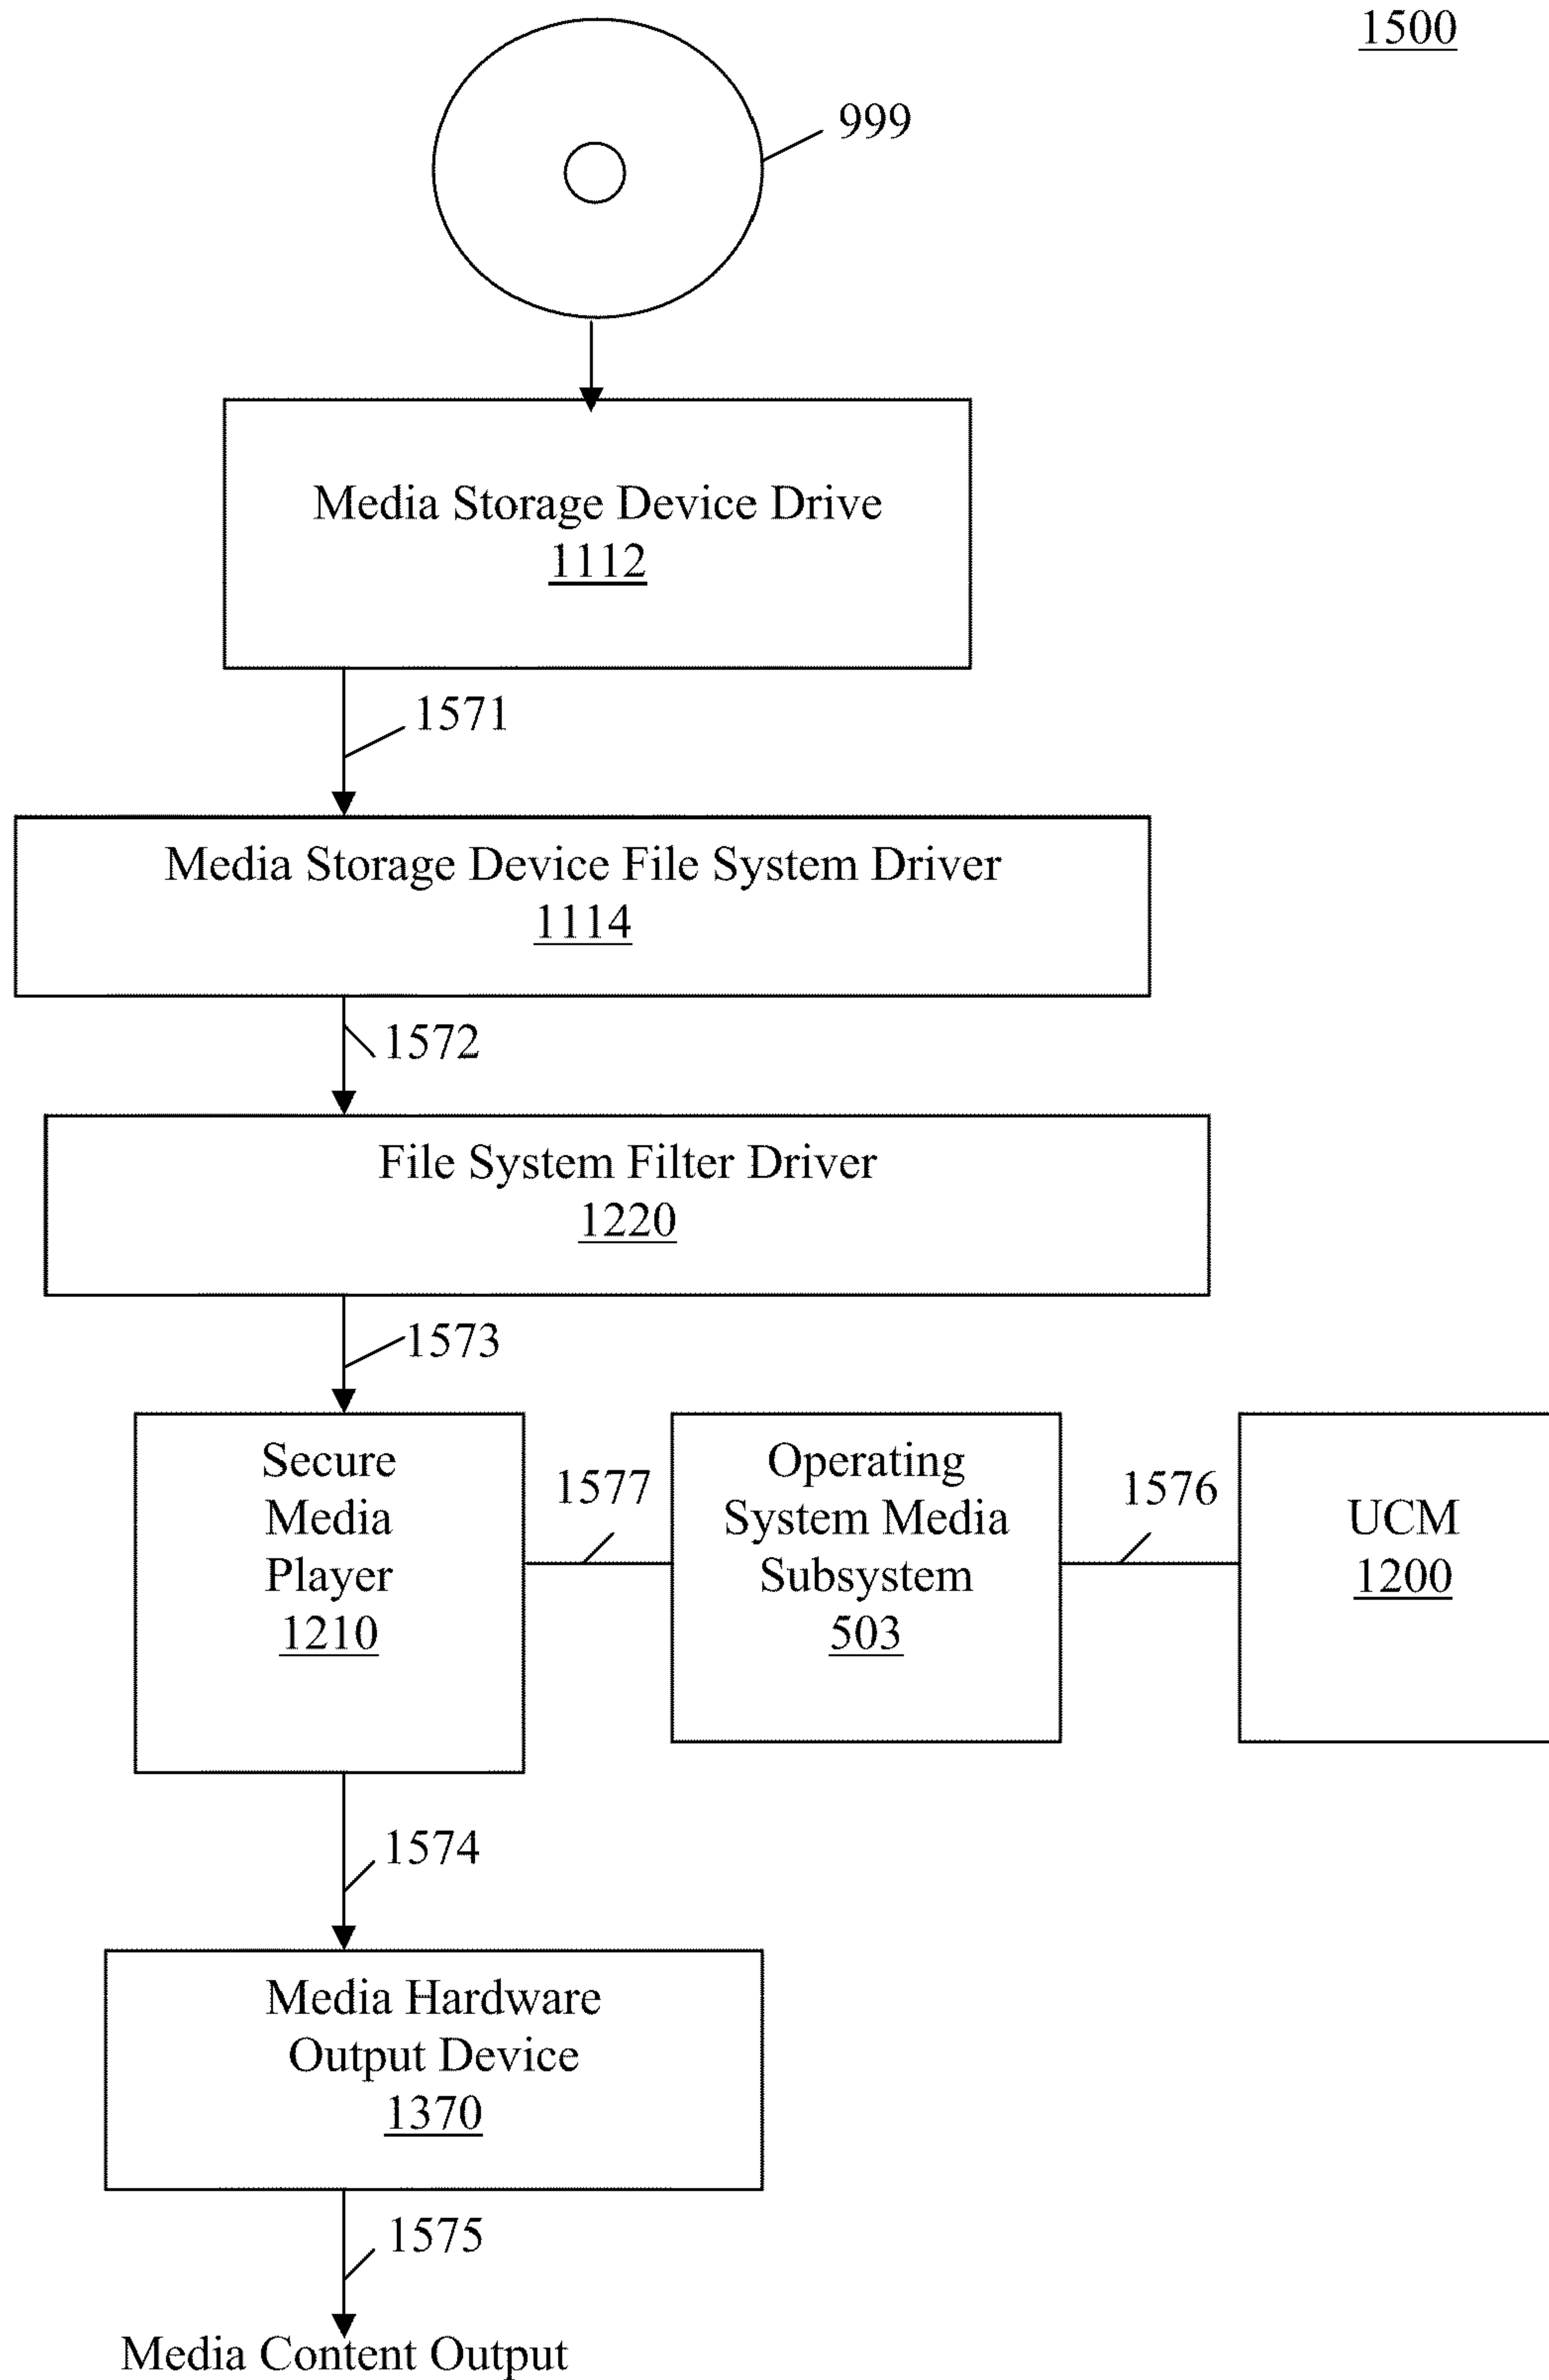 1500
999
Media Storage Device Drive
1112
1571
Media Storage Device File System Driver
1114
1572
File System Filter Driver
1220
1573
Secure
Media
Player
1210
1577
Operating
System Media
Subsystem
503
1576
UCM
1200
1574
Media Hardware
Output Device
1370
1575
Media Content Output